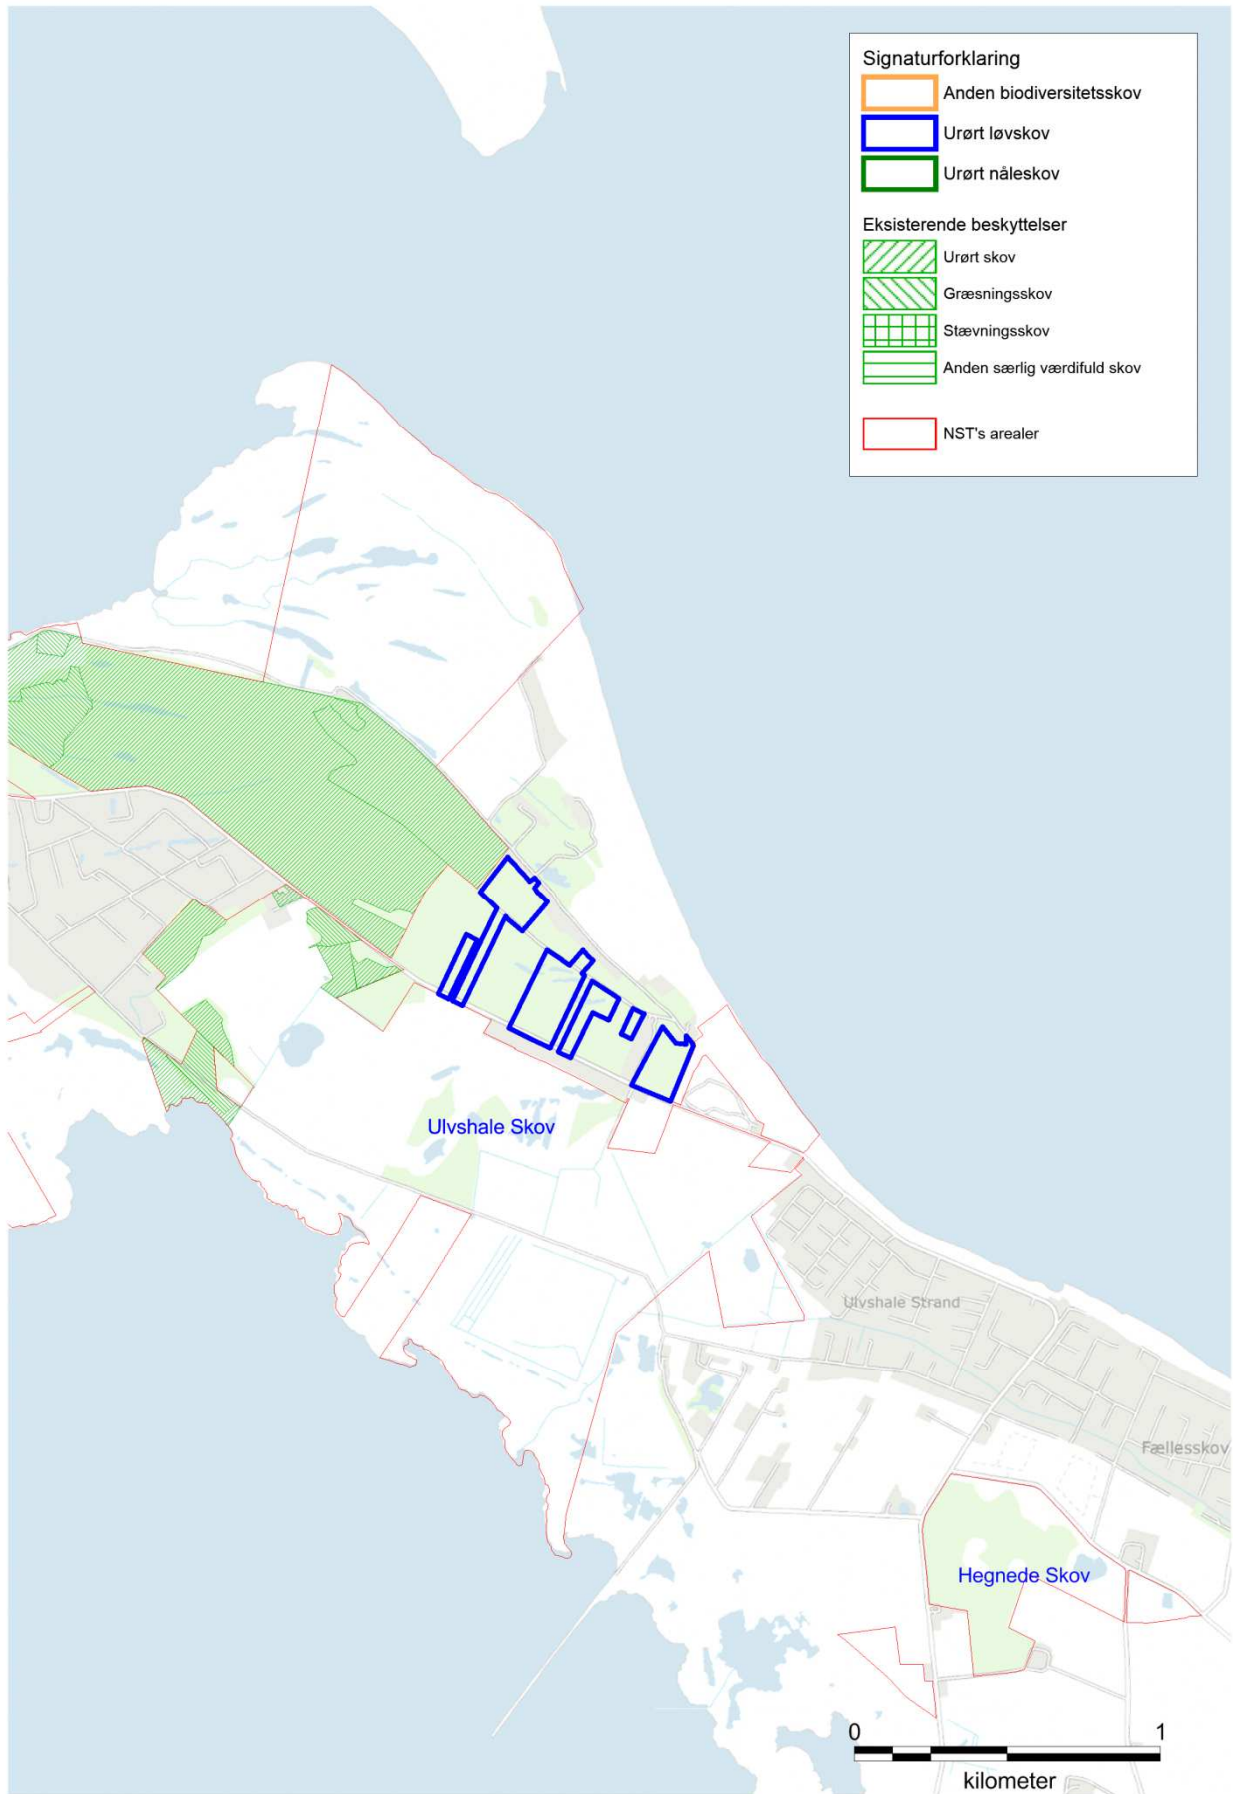 Signaturforklaring
Anden biodiversitetsskov
Urørt løvskov
Urørt nåleskov
Eksisterende beskyttelser
Urørt skov
Græsningsskov
Stævningsskov
Anden særlig værdifuld skov
NST's arealer
Ulvshale Skov
Ulvshale Strand
Fællesskov
Hegnede Skov
0 1
kilometer